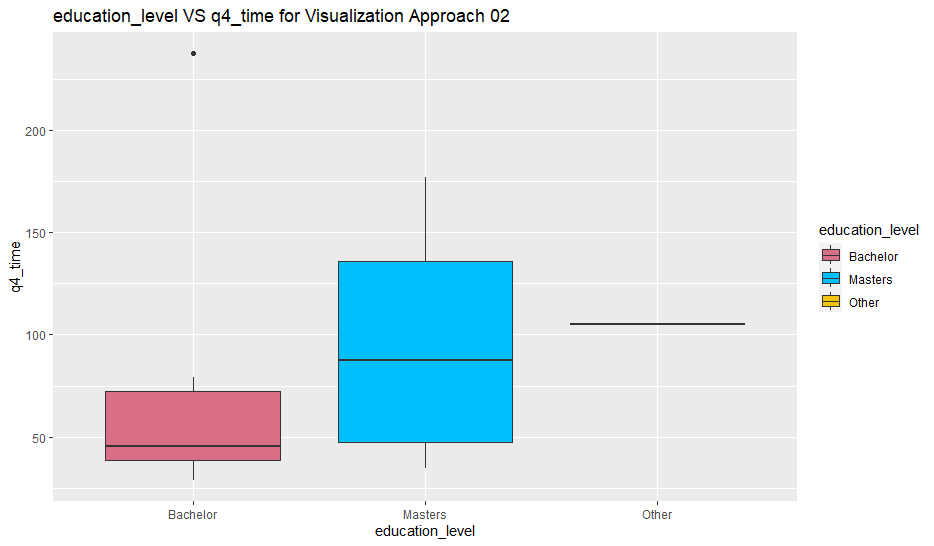 education_level VS q4_time for Visualization Approach 02
q4_time
200
150
100
50
Bachelor
Masters
Other
education_level
education_level
Bachelor
Masters
Other